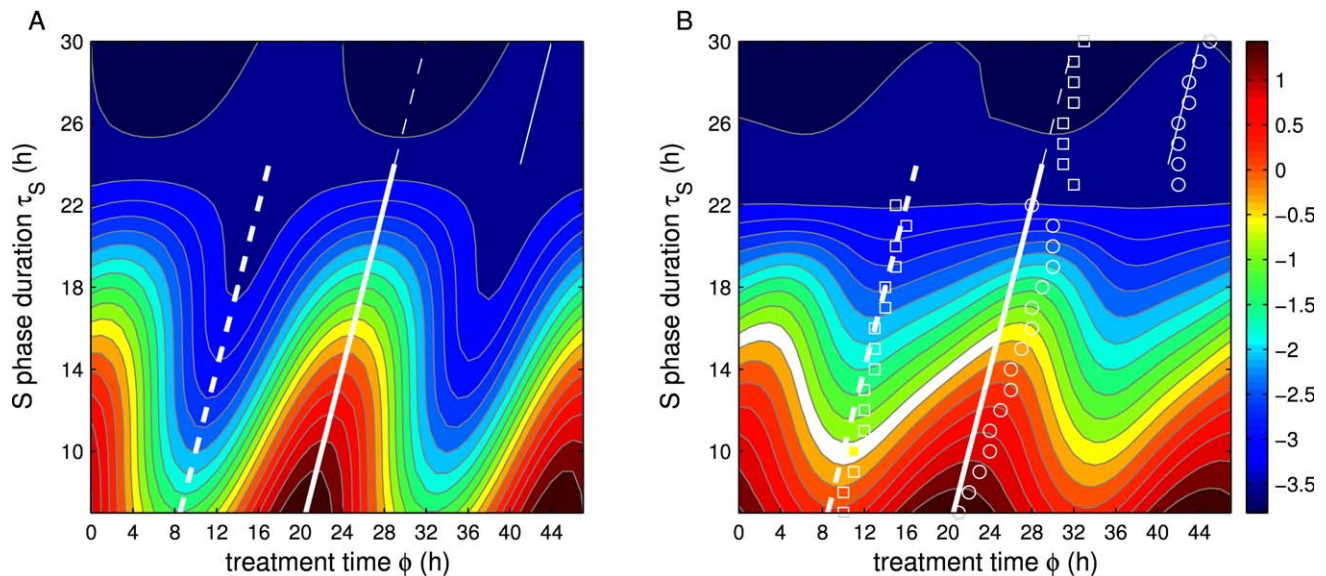 A
B
S phase duration τS (h)
30
26
22
18
14
10
0 4 8 12 16 20 24 28 32 36 40 44
treatment time ϕ (h)
S phase duration τS (h)
30
26
22
18
14
10
0 4 8 12 16 20 24 28 32 36 40 44
treatment time ϕ (h)
1
0.5
0
−0.5
−1
−1.5
−2
−2.5
−3
−3.5